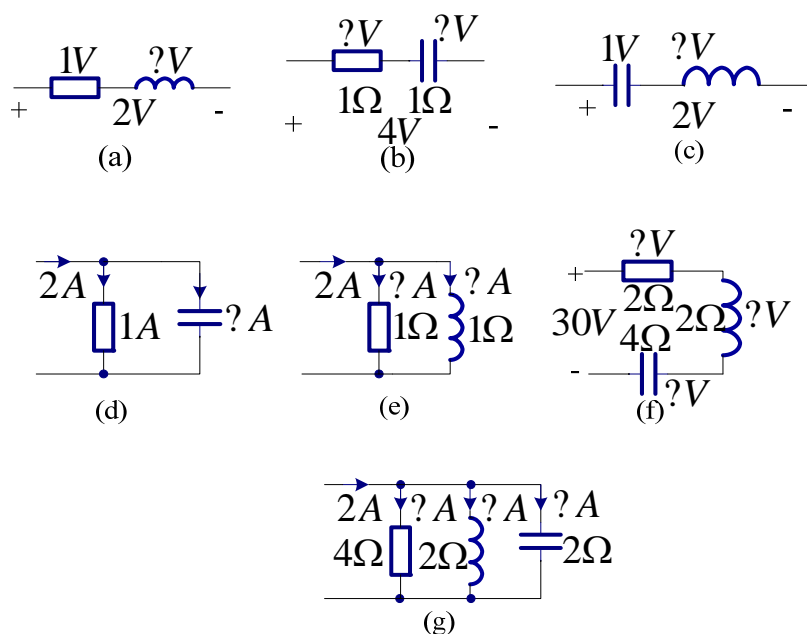 1V ?V
+ 2V -
(a)
?V ?V
1Ω 1Ω
+ 4V -
(b)
1V ?V
+ 2V -
(c)
2A
1A ?A
(d)
2A ?A ?A
1Ω 1Ω
(e)
?V
+ 2Ω
30V 2Ω ?V
4Ω
- ?V
(f)
2A ?A ?A ?A
4Ω 2Ω 2Ω
(g)